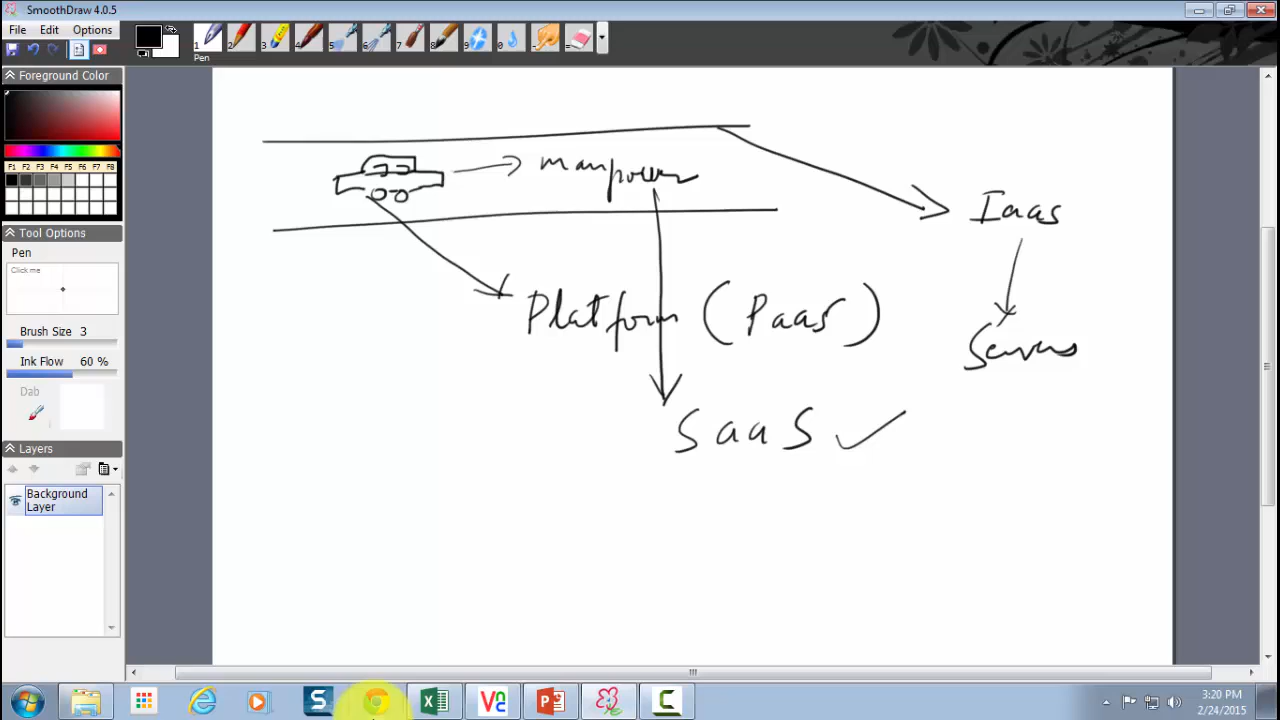 SmoothDraw 4.0.5
File Edit Options
Pen
Foreground Color
F1 F2 F3 F4 F5 F6 F7 F8
Tool Options
Pen
Click me
Brush Size 3
Ink Flow 60 %
Dab
Layers
Background
Layer
manpower
Iaas
Platform (Paas)
Servers
SaaS
3:20 PM
2/24/2015